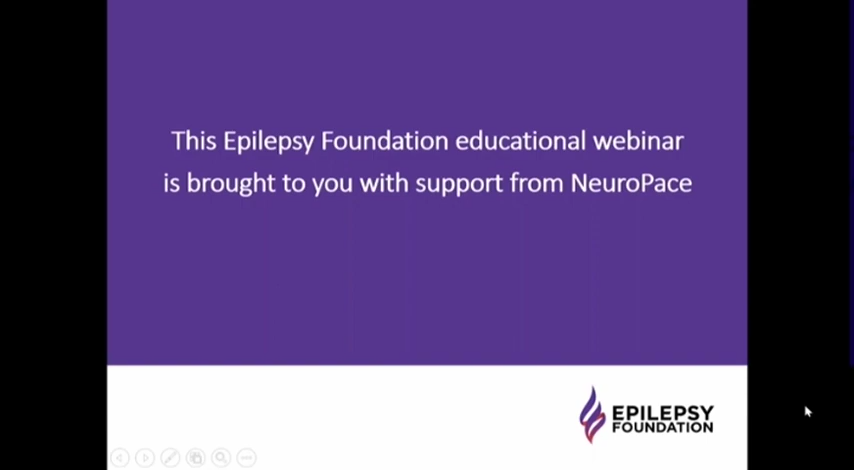 This Epilepsy Foundation educational webinar
is brought to you with support from NeuroPace
EPILEPSY
FOUNDATION